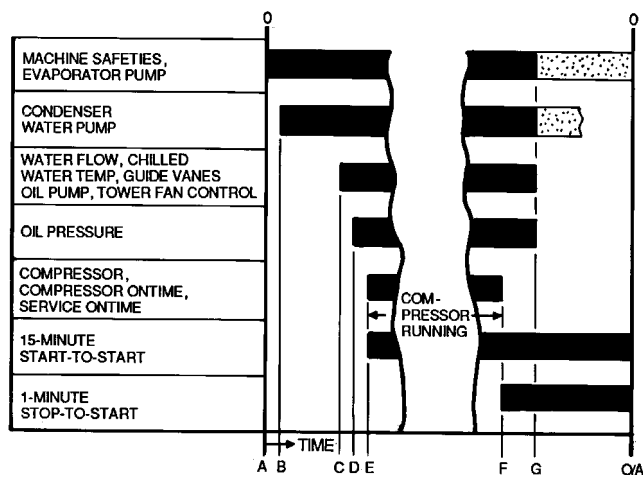 0 0
MACHINE SAFETIES,
EVAPORATOR PUMP
CONDENSER
WATER PUMP
WATER FLOW, CHILLED
WATER TEMP, GUIDE VANES
OIL PUMP, TOWER FAN CONTROL
OIL PRESSURE
COMPRESSOR,
COMPRESSOR ONTIME,
SERVICE ONTIME
COM-
PRESSOR
RUNNING
15-MINUTE
START-TO-START
1-MINUTE
STOP-TO-START
TIME
A B C D E F G O/A